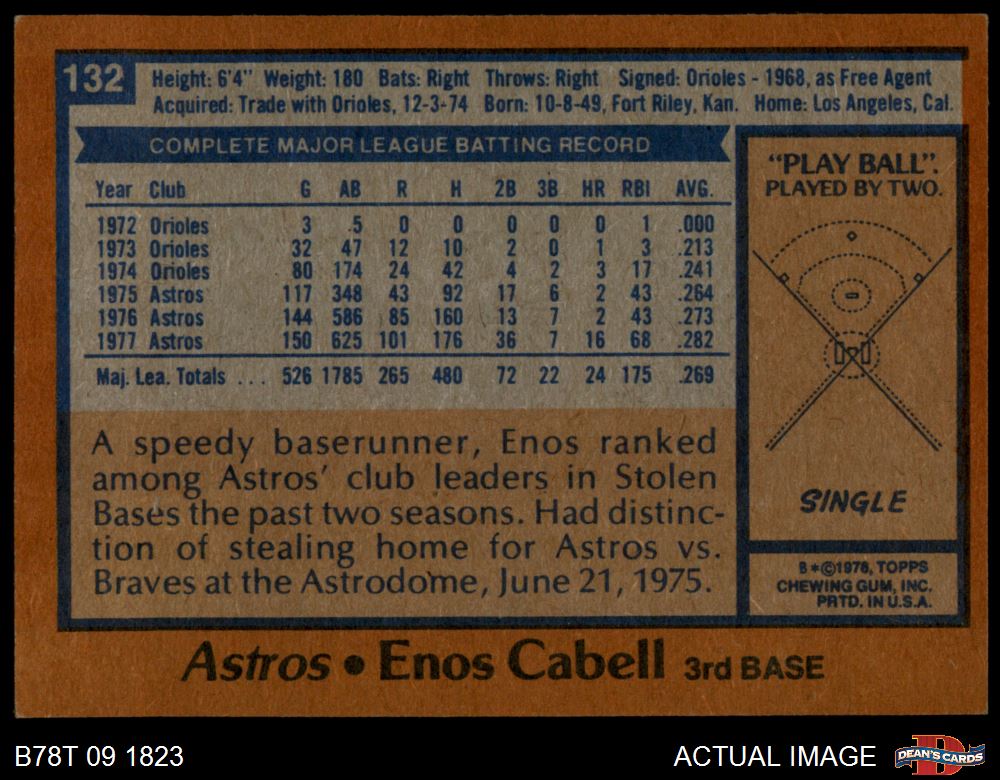 132
Height: 6'4" Weight: 180 Bats: Right Throws: Right Signed: Orioles - 1968, as Free Agent
Acquired: Trade with Orioles, 12-3-74 Born: 10-8-49, Fort Riley, Kan. Home: Los Angeles, Cal.
COMPLETE MAJOR LEAGUE BATTING RECORD
Year Club G AB R H 2B 3B HR RBI AVG.
1972 Orioles 3 5 0 0 0 0 0 1 .000
1973 Orioles 32 47 12 10 2 0 1 3 .213
1974 Orioles 80 174 24 42 4 2 3 17 .241
1975 Astros 117 348 43 92 17 6 2 43 .264
1976 Astros 144 586 85 160 13 7 2 43 .273
1977 Astros 150 625 101 176 36 7 16 68 .282
Maj. Lea. Totals ... 526 1785 265 480 72 22 24 175 .269
A speedy baserunner, Enos ranked
among Astros' club leaders in Stolen
Bases the past two seasons. Had distinc-
tion of stealing home for Astros vs.
Braves at the Astrodome, June 21, 1975.
"PLAY BALL".
PLAYED BY TWO.
SINGLE
B*©1978, TOPPS
CHEWING GUM, INC.
PRTD. IN U.S.A.
Astros • Enos Cabell 3rd BASE
B78T 09 1823
ACTUAL IMAGE
DEAN'S CARDS